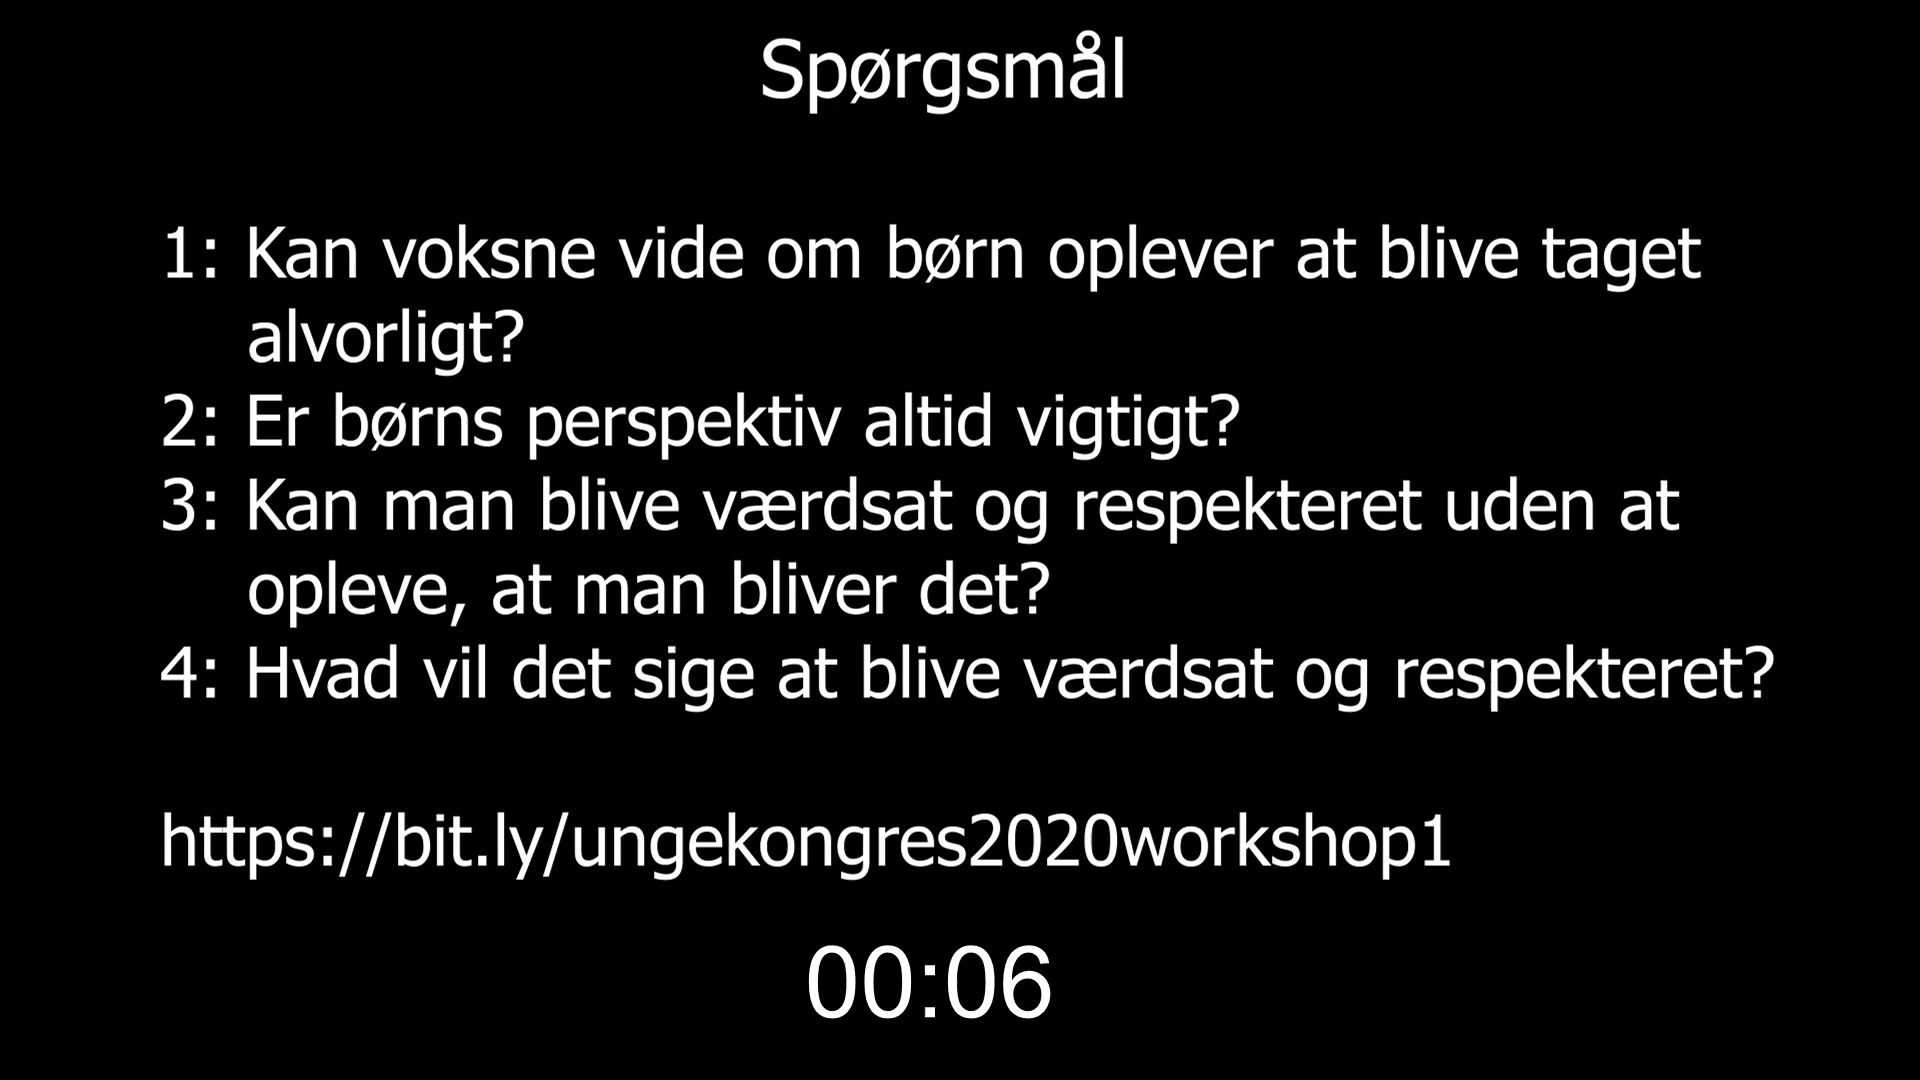 Spørgsmål
1: Kan voksne vide om børn oplever at blive taget
alvorligt?
2: Er børns perspektiv altid vigtigt?
3: Kan man blive værdsat og respekteret uden at
opleve, at man bliver det?
4: Hvad vil det sige at blive værdsat og respekteret?
https://bit.ly/ungekongres2020workshop1
00:06